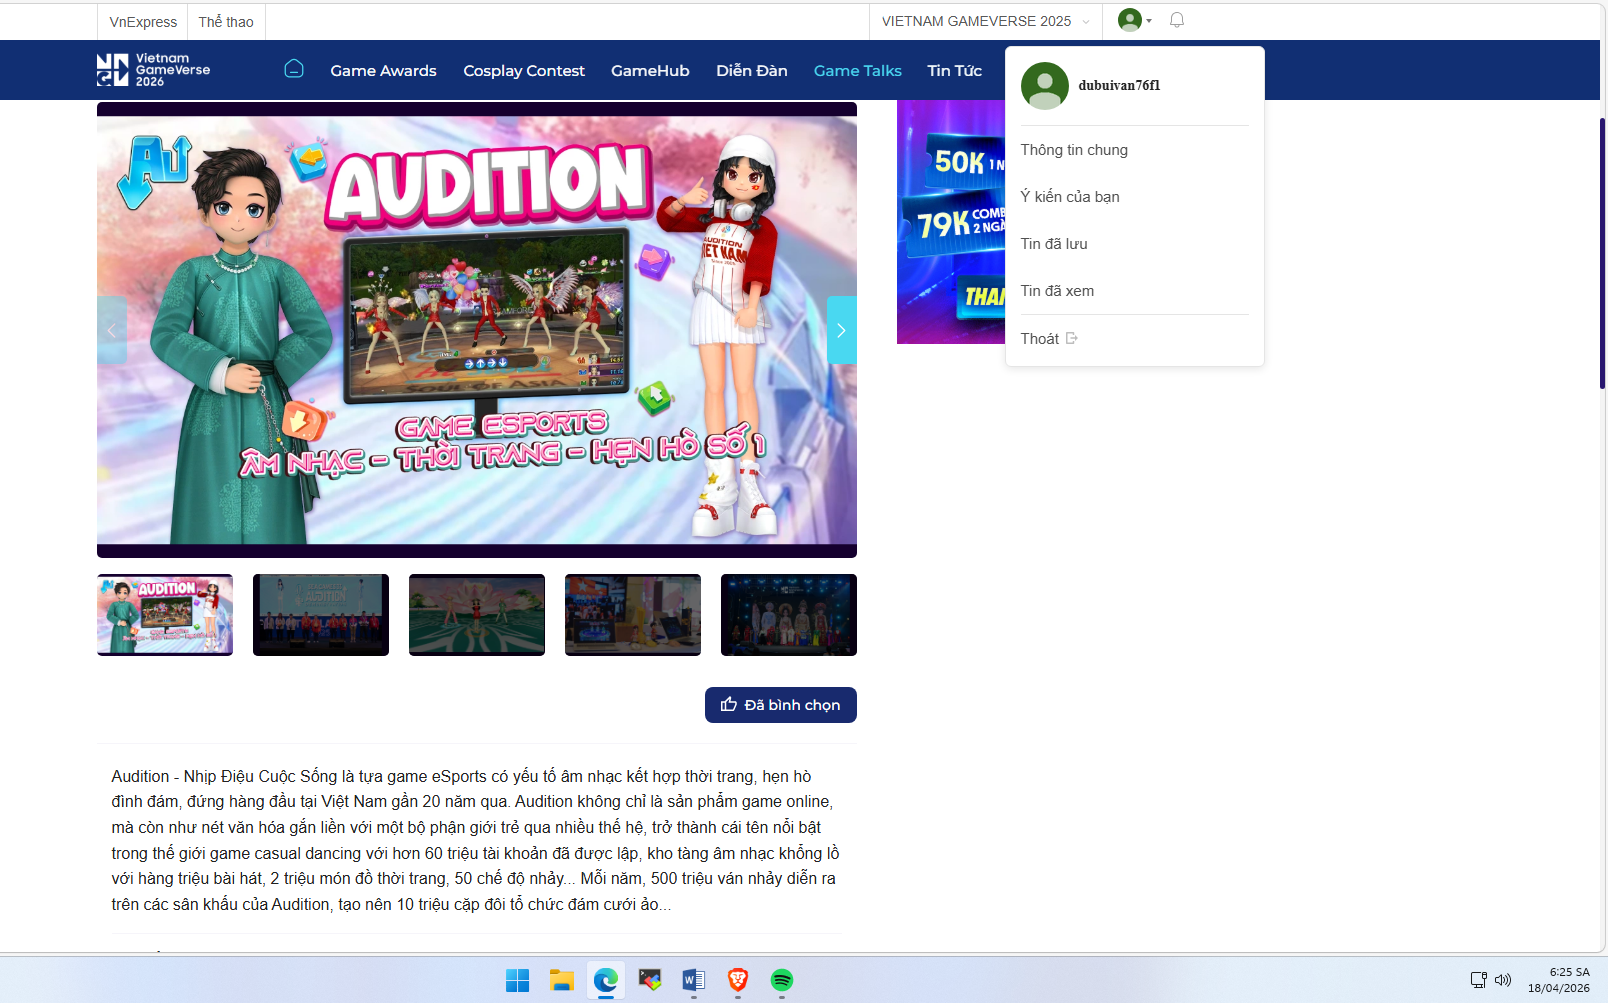 VnExpress
Thể thao
VIETNAM GAMEVERSE 2025
Vietnam
GameVerse
2026
Game Awards
Cosplay Contest
GameHub
Diễn Đàn
Game Talks
Tin Tức
dubuivan76f1
Thông tin chung
Ý kiến của bạn
Tin đã lưu
Tin đã xem
Thoát
AU
AUDITION
AUDITION
VIET NAM
GAME ESPORTS
ÂM NHẠC - THỜI TRANG - HẸN HÒ SỐ 1
50K
79K
AUDITION
AUDITION
Đã bình chọn
Audition - Nhịp Điệu Cuộc Sống là tựa game eSports có yếu tố âm nhạc kết hợp thời trang, hẹn hò
đình đám, đứng hàng đầu tại Việt Nam gần 20 năm qua. Audition không chỉ là sản phẩm game online,
mà còn như nét văn hóa gắn liền với một bộ phận giới trẻ qua nhiều thế hệ, trở thành cái tên nổi bật
trong thế giới game casual dancing với hơn 60 triệu tài khoản đã được lập, kho tàng âm nhạc khổng lồ
với hàng triệu bài hát, 2 triệu món đồ thời trang, 50 chế độ nhảy... Mỗi năm, 500 triệu ván nhảy diễn ra
trên các sân khấu của Audition, tạo nên 10 triệu cặp đôi tổ chức đám cưới ảo...
6:25 SA
18/04/2026